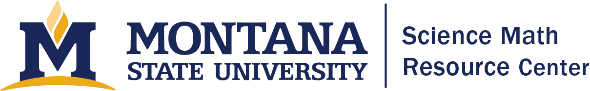 M
MONTANA
STATE UNIVERSITY
Science Math
Resource Center